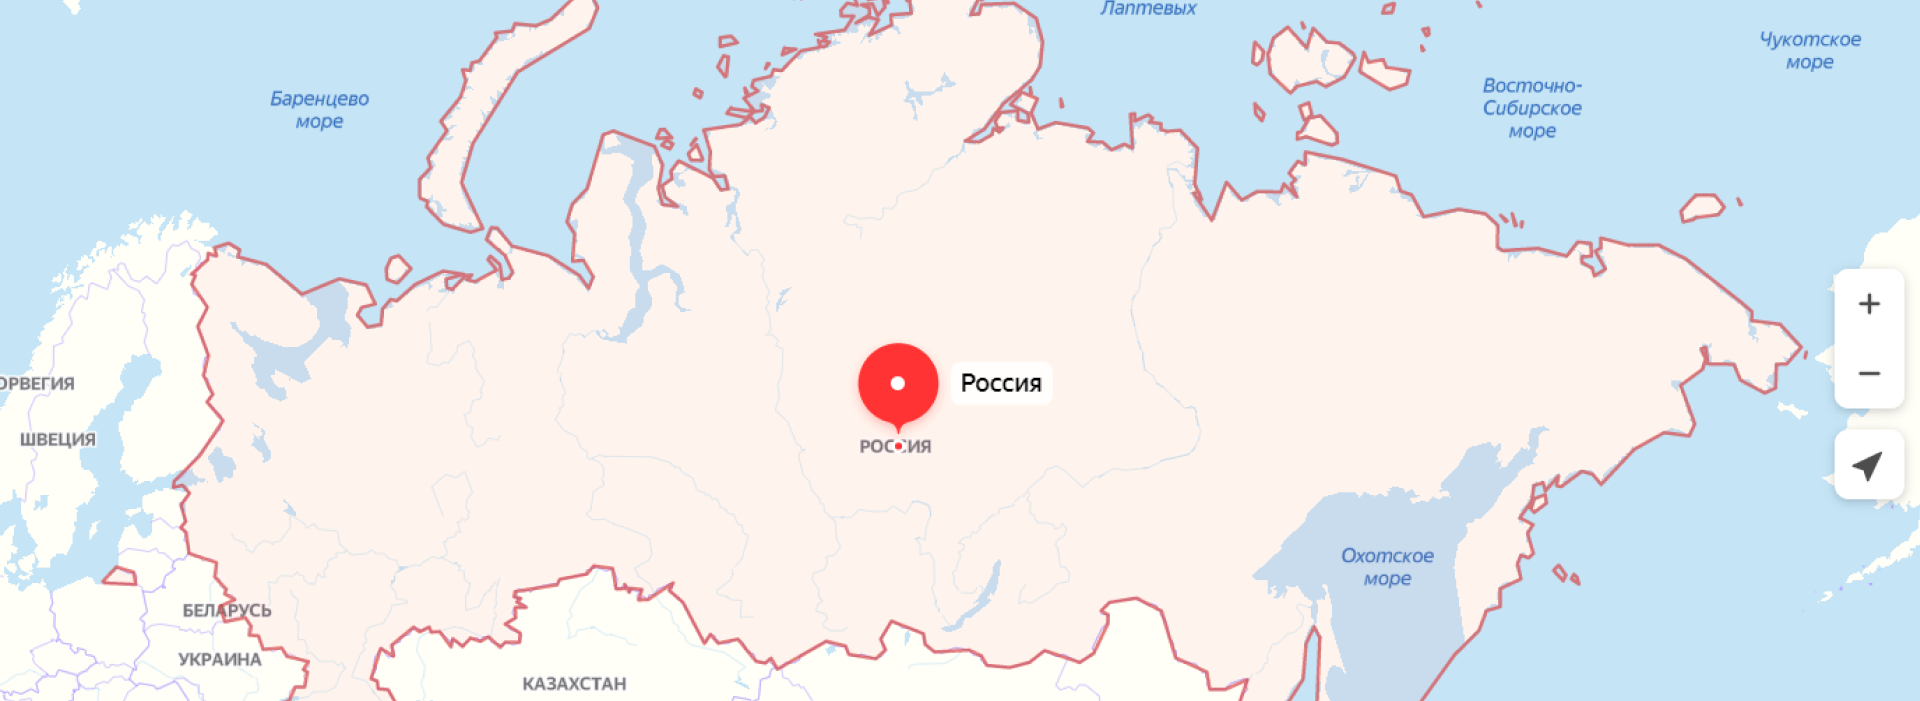 Лаптевых
Чукотское
море
Баренцево
море
Восточно-
Сибирское
море
ОРВЕГИЯ
Россия
ШВЕЦИЯ
РОССИЯ
Охотское
море
БЕЛАРУСЬ
УКРАИНА
КАЗАХСТАН